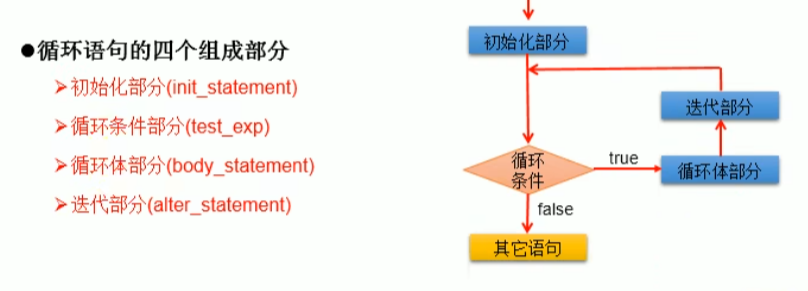 ●循环语句的四个组成部分
➢初始化部分(init_statement)
➢循环条件部分(test_exp)
➢循环体部分(body_statement)
➢迭代部分(alter_statement)
初始化部分
迭代部分
循环
条件
true
循环体部分
false
其它语句